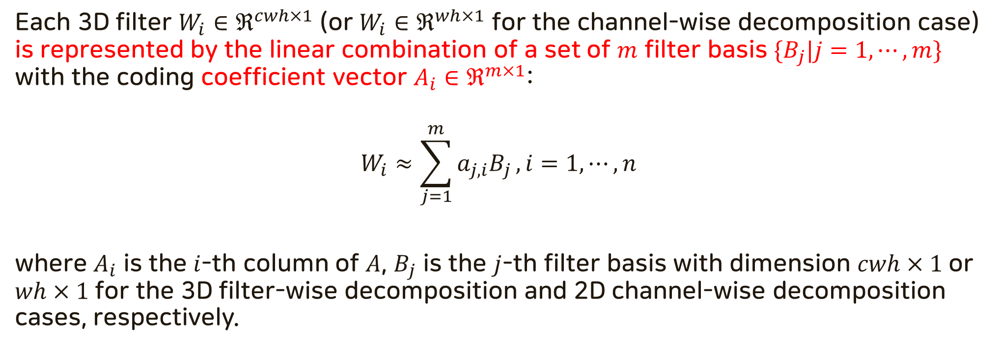 Each 3D filter $W_i \in \Re^{cwh\times 1}$ (or $W_i \in \Re^{wh\times 1}$ for the channel-wise decomposition case)
is represented by the linear combination of a set of $m$ filter basis $\{B_j|j = 1,\cdots,m\}$
with the coding coefficient vector $A_i \in \Re^{m\times 1}$:
$W_i \approx \sum_{j=1}^{m} a_{j,i}B_j, i = 1,\cdots,n$
where $A_i$ is the $i$-th column of $A$, $B_j$ is the $j$-th filter basis with dimension $cwh \times 1$ or
$wh \times 1$ for the 3D filter-wise decomposition and 2D channel-wise decomposition
cases, respectively.